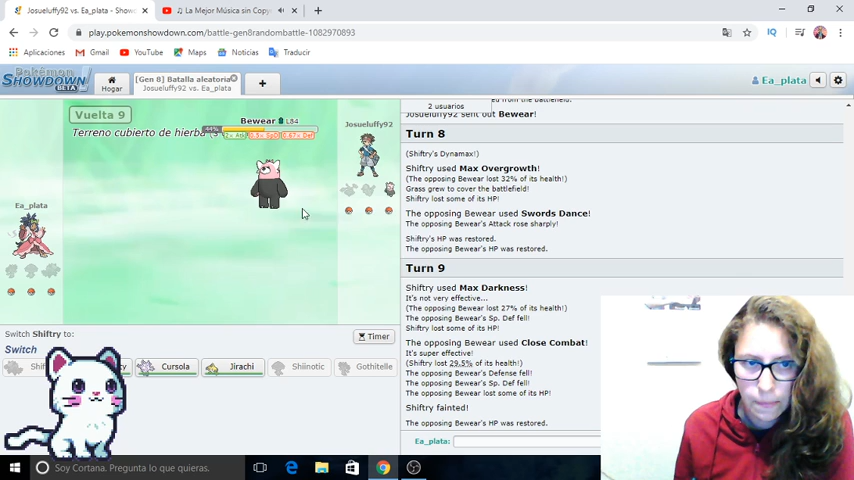 Josueluffy92 vs. Ea_plata
♫ La Mejor Música sin Copy
play.pokemonshowdown.com/battle-gen8randombattle-1082970893
Aplicaciones
Gmail
YouTube
Maps
Noticias
Traducir
Pokémon
SHOWDOWN
BETA
Hogar
[Gen 8] Batalla aleatoria
Josueluffy92 vs. Ea_plata
Ea_plata
Vuelta 9
Terreno cubierto de hierba
Bewear L84
44%
Josueluffy92
Ea_plata
2 usuarios
Josueluffy92 sent out Bewear!
Turn 8
(Shiftry's Dynamax!)
Shiftry used Max Overgrowth!
(The opposing Bewear lost 32% of its health!)
Grass grew to cover the battlefield!
Shiftry lost some of its HP!
The opposing Bewear used Swords Dance!
The opposing Bewear's Attack rose sharply!
Shiftry's HP was restored.
The opposing Bewear's HP was restored.
Turn 9
Shiftry used Max Darkness!
It's not very effective...
(The opposing Bewear lost 27% of its health!)
The opposing Bewear's Sp. Def fell!
Shiftry lost some of its HP!
The opposing Bewear used Close Combat!
It's super effective!
(Shiftry lost 29.5% of its health!)
The opposing Bewear's Defense fell!
The opposing Bewear's Sp. Def fell!
The opposing Bewear lost some of its HP!
Shiftry fainted!
The opposing Bewear's HP was restored.
Ea_plata:
Switch Shiftry to:
Timer
Switch
Cursola
Jirachi
Shiinotic
Gothitelle
Soy Cortana. Pregunta lo que quieras.